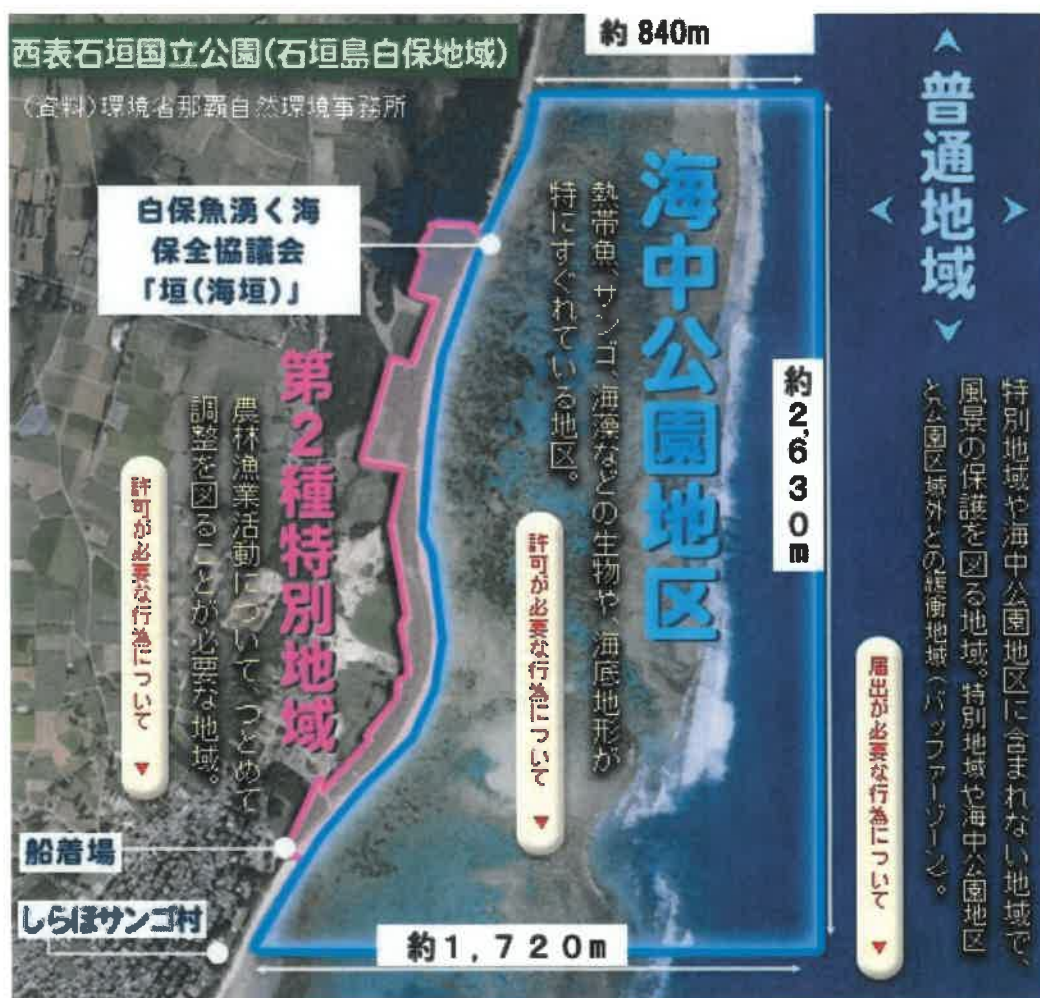 西表石垣国立公園(石垣島白保地域)
(資料)環境省那覇自然環境事務所
約 840m
普通地域
特別地域や海中公園地区に含まれない地域で、
風景の保護を図る地域。特別地域や海中公園地区
と公園区域外との緩衝地域(バッファーゾーン)。
届出が必要な行為について ▼
約2,630m
海中公園地区
熱帯魚、サンゴ、海藻などの生物や、海底地形が
特にすぐれている地区。
許可が必要な行為について ▼
白保魚湧く海
保全協議会
「垣(海垣)」
第2種特別地域
農林漁業活動について、つとめて
調整を図ることが必要な地域。
許可が必要な行為について ▼
船着場
しらほサンゴ村
約1,720m